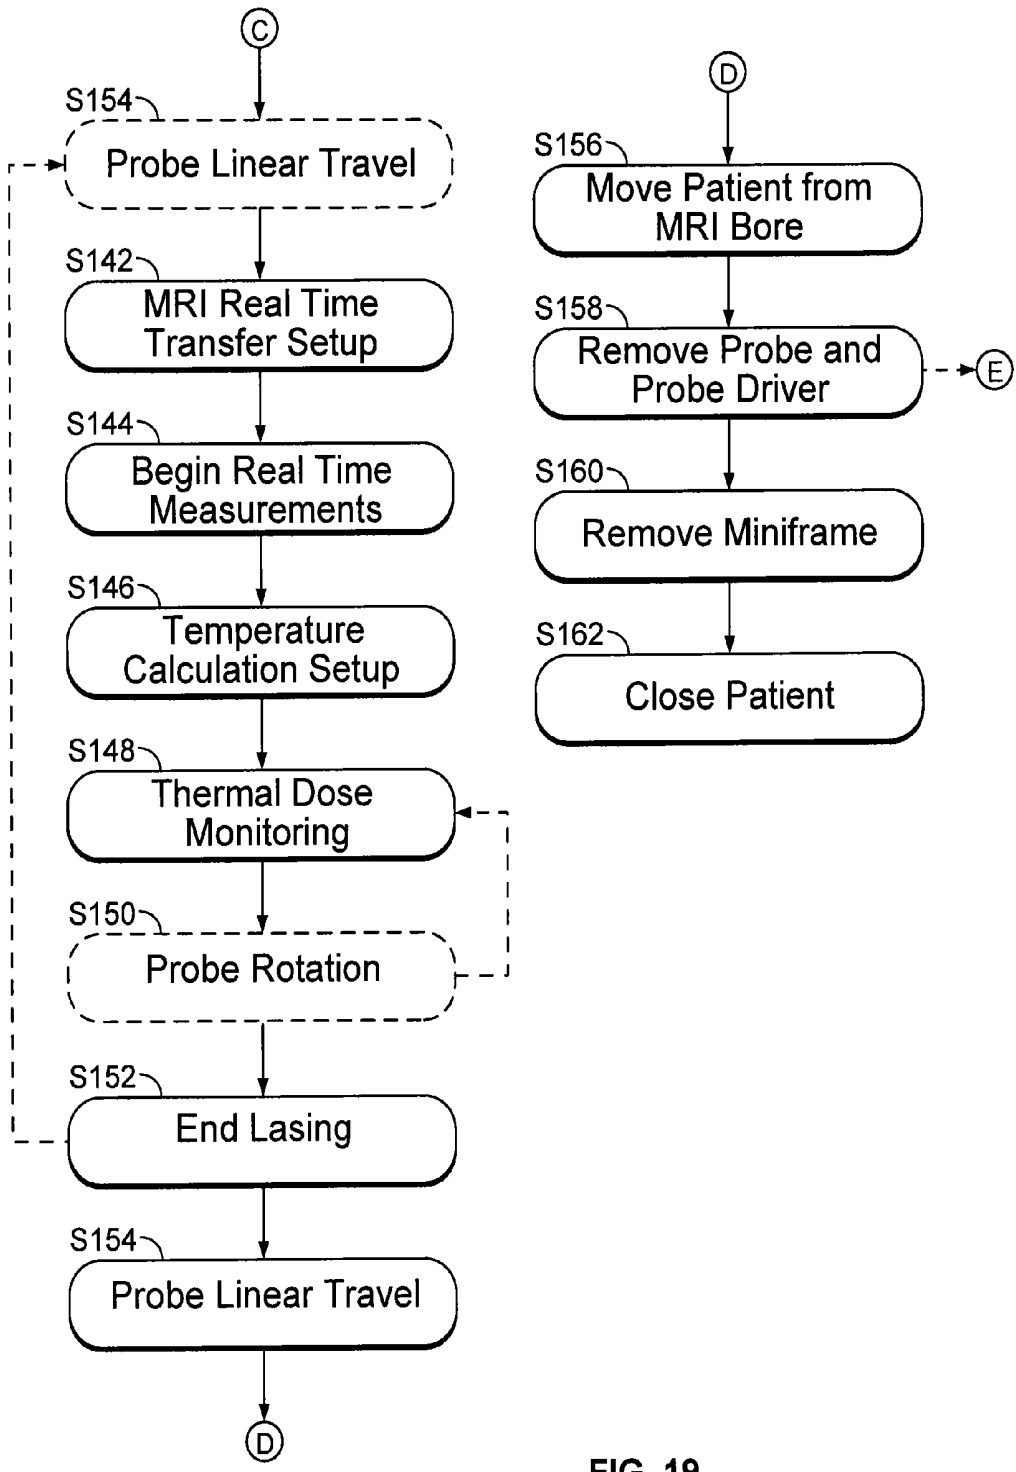 C
S154
Probe Linear Travel
S142
MRI Real Time
Transfer Setup
S144
Begin Real Time
Measurements
S146
Temperature
Calculation Setup
S148
Thermal Dose
Monitoring
S150
Probe Rotation
S152
End Lasing
S154
Probe Linear Travel
D
D
S156
Move Patient from
MRI Bore
S158
Remove Probe and
Probe Driver
E
S160
Remove Miniframe
S162
Close Patient
FIG. 19